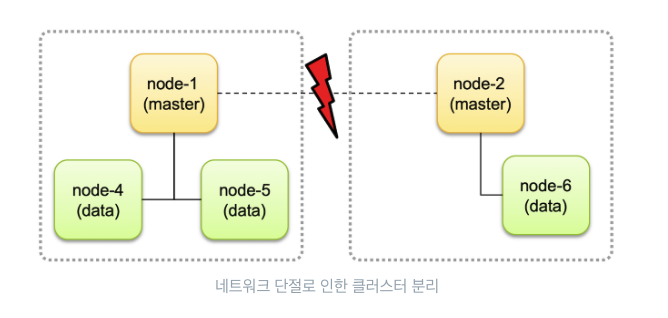 node-1
(master)
node-2
(master)
node-4
(data)
node-5
(data)
node-6
(data)
네트워크 단절로 인한 클러스터 분리